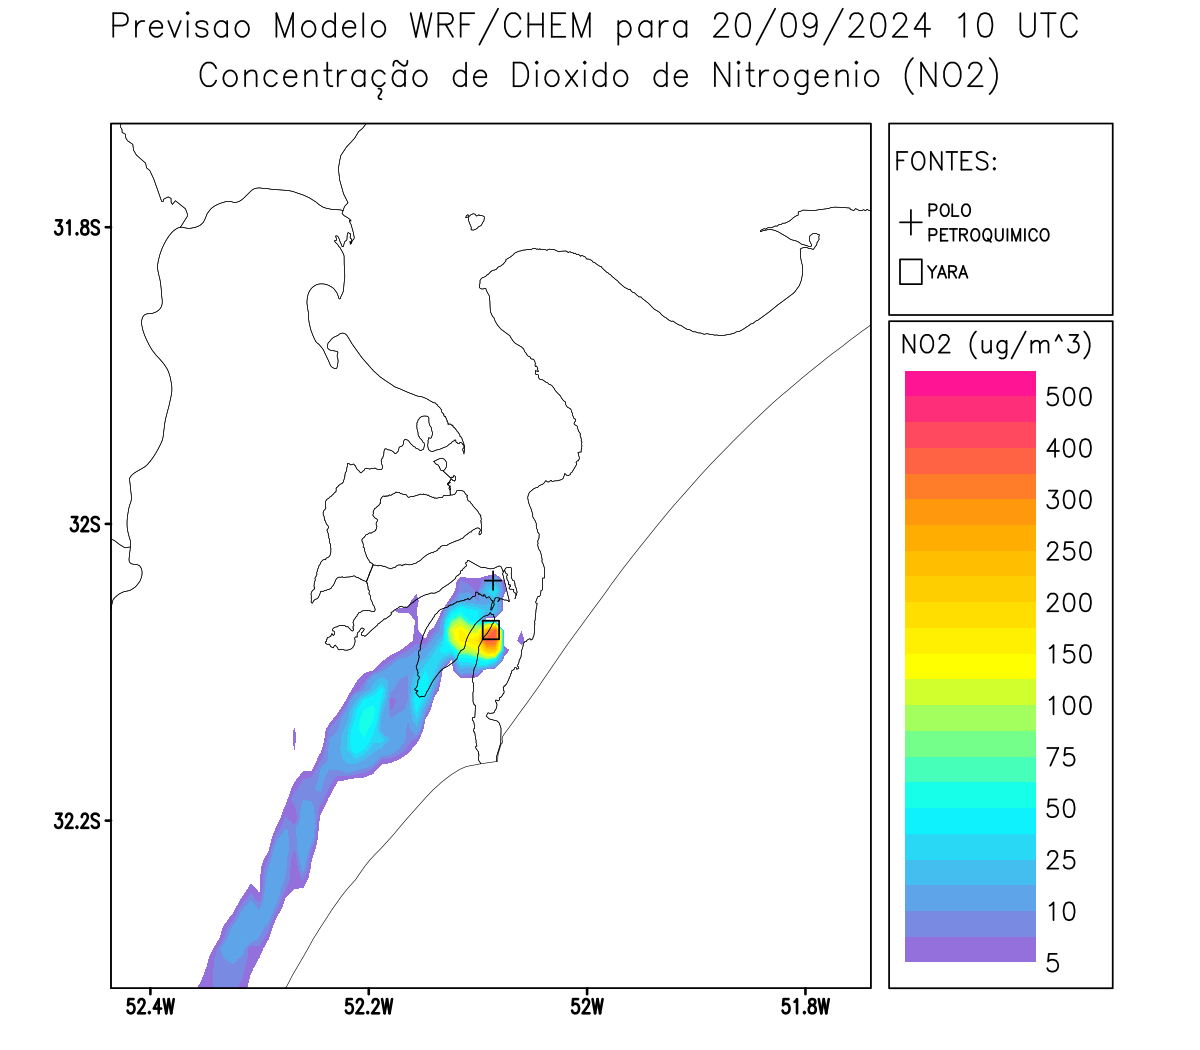 Previsao Modelo WRF/CHEM para 20/09/2024 10 UTC
Concentração de Dioxido de Nitrogenio (NO2)
FONTES:
POLO
PETROQUIMICO
YARA
NO2 (ug/m^3)
500
400
300
250
200
150
100
75
50
25
10
5
31.8S
32S
32.2S
52.4W
52.2W
52W
51.8W